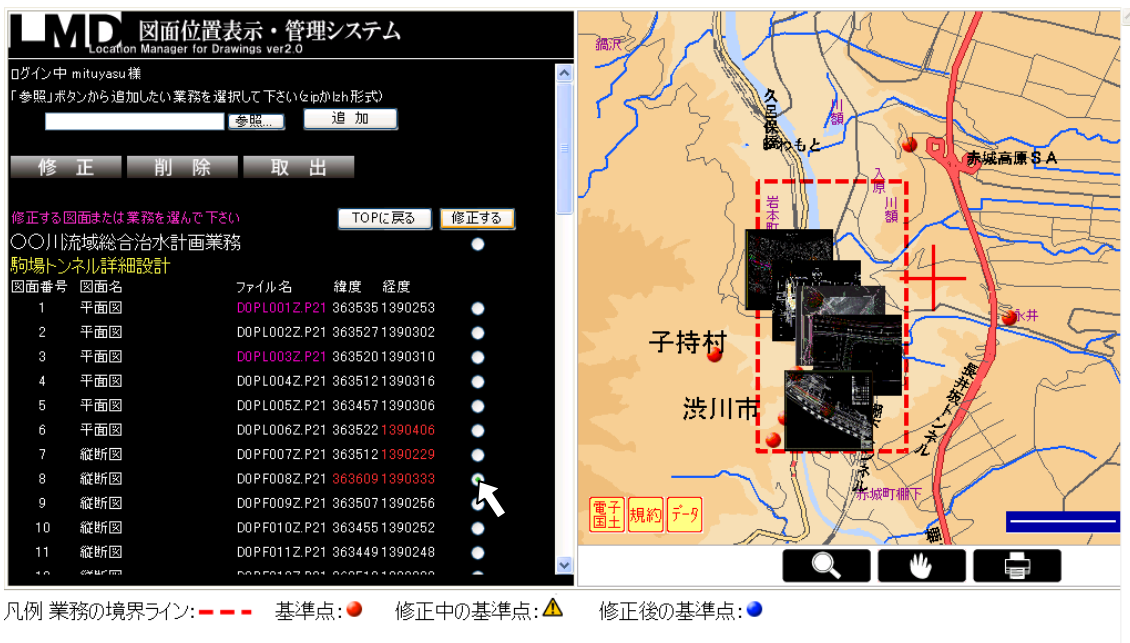 LMD 図面位置表示・管理システム
Location Manager for Drawings ver2.0
ログイン中 mituyasu様
「参照」ボタンから追加したい業務を選択して下さい(zipかlzh形式)
参照... 追 加
修 正 削 除 取 出
修正する図面または業務を選んで下さい TOPに戻る 修正する
〇〇川流域総合治水計画業務
駒場トンネル詳細設計
図面番号 図面名 ファイル名 緯度 経度
1 平面図 D0PL001Z.P21 363535 1390253
2 平面図 D0PL002Z.P21 363527 1390302
3 平面図 D0PL003Z.P21 363520 1390310
4 平面図 D0PL004Z.P21 363512 1390316
5 平面図 D0PL005Z.P21 363457 1390306
6 平面図 D0PL006Z.P21 363522 1390406
7 縦断図 D0PF007Z.P21 363512 1390229
8 縦断図 D0PF008Z.P21 363609 1390333
9 縦断図 D0PF009Z.P21 363507 1390256
10 縦断図 D0PF010Z.P21 363455 1390252
11 縦断図 D0PF011Z.P21 363449 1390248
鍋沢
久呂保
川額
いわもと
赤城高原SA
入原
川額
岩本町
永井
子持村
長井坂トンネル
渋川市
赤城町棚下
電子国土 規約 データ
凡例 業務の境界ライン: 基準点: 修正中の基準点: 修正後の基準点: